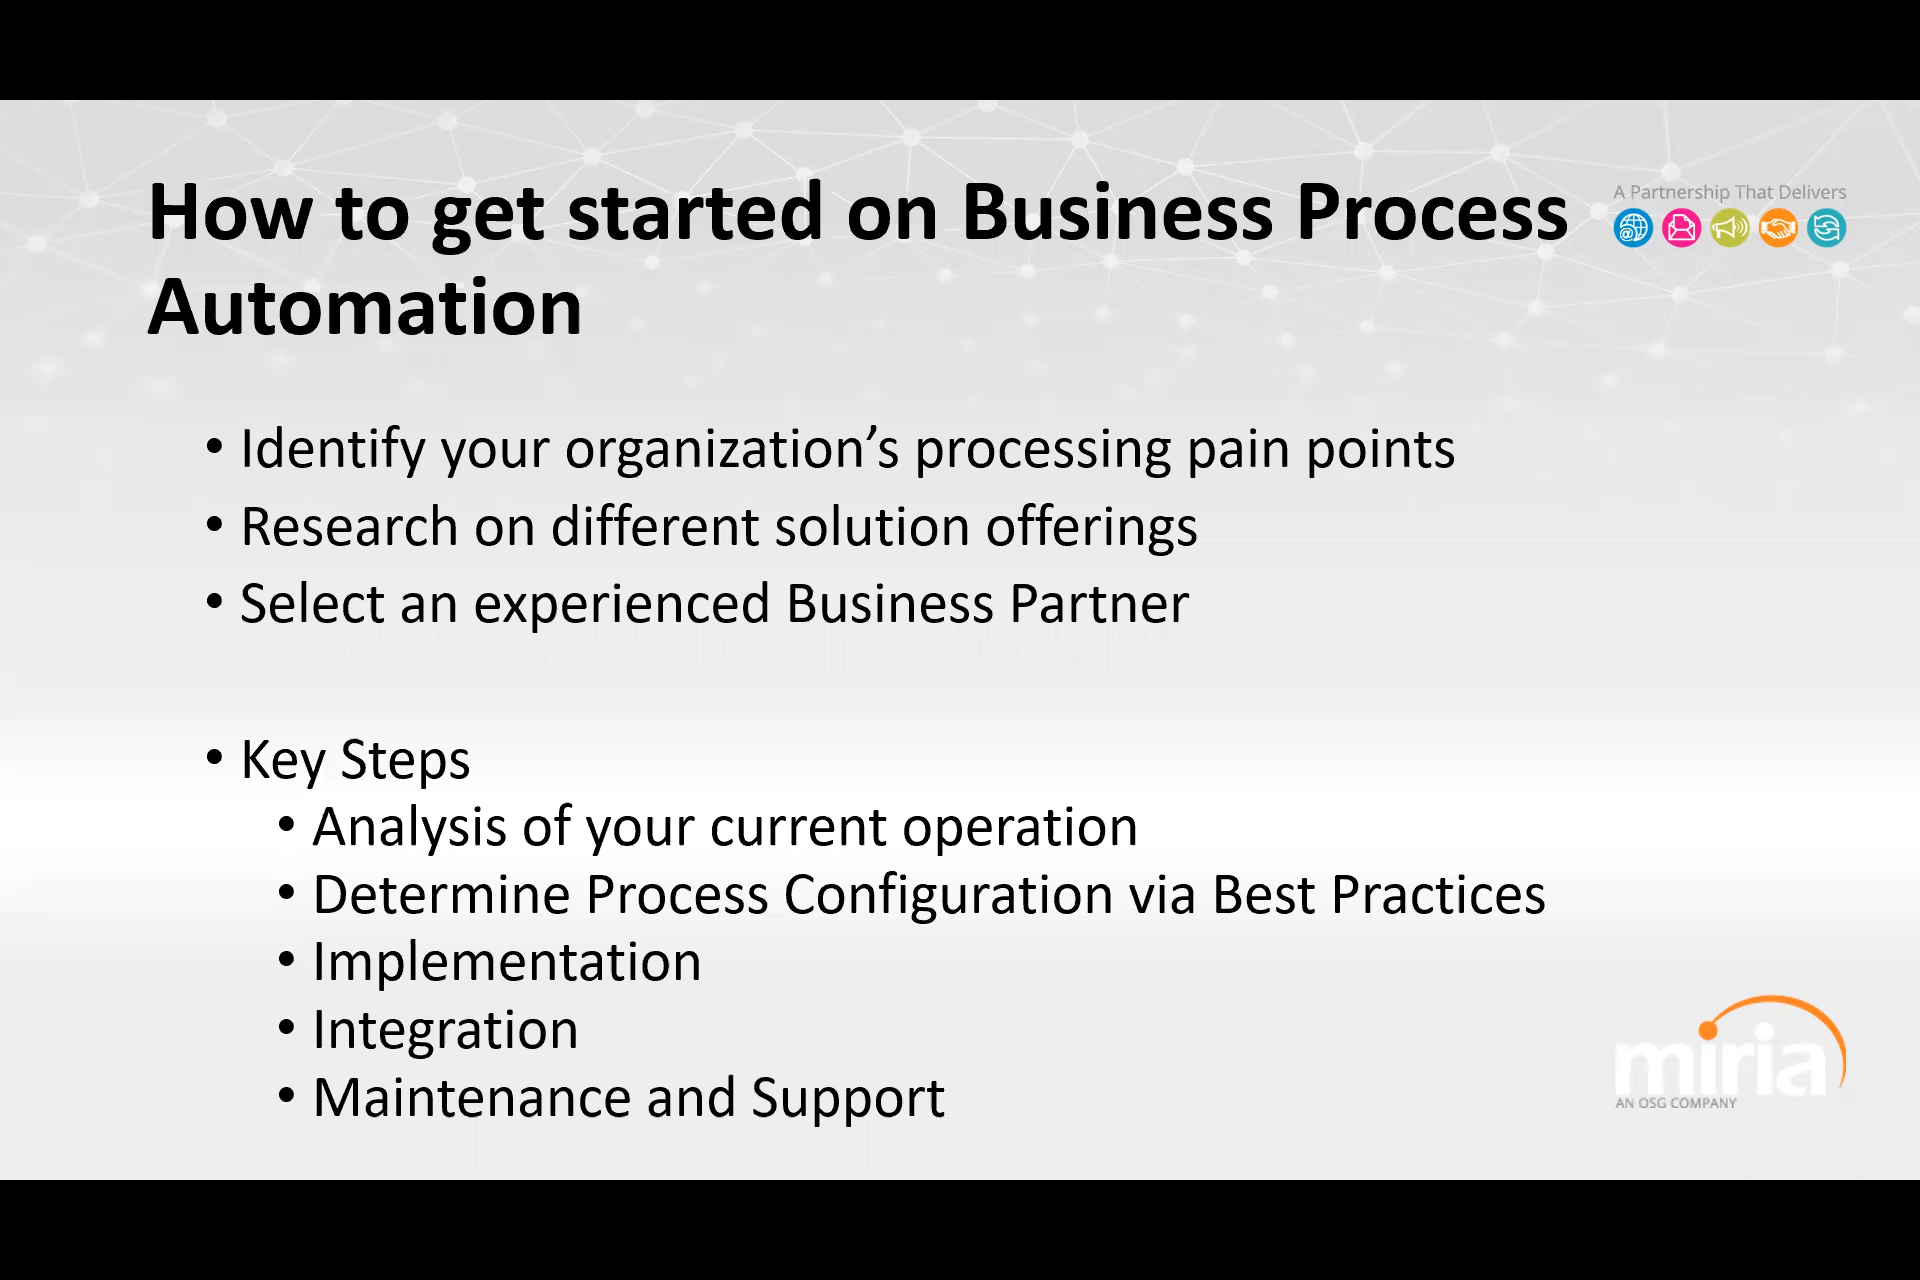 How to get started on Business Process
Automation
A Partnership That Delivers
• Identify your organization’s processing pain points
• Research on different solution offerings
• Select an experienced Business Partner
• Key Steps
• Analysis of your current operation
• Determine Process Configuration via Best Practices
• Implementation
• Integration
• Maintenance and Support
miria
AN OSG COMPANY